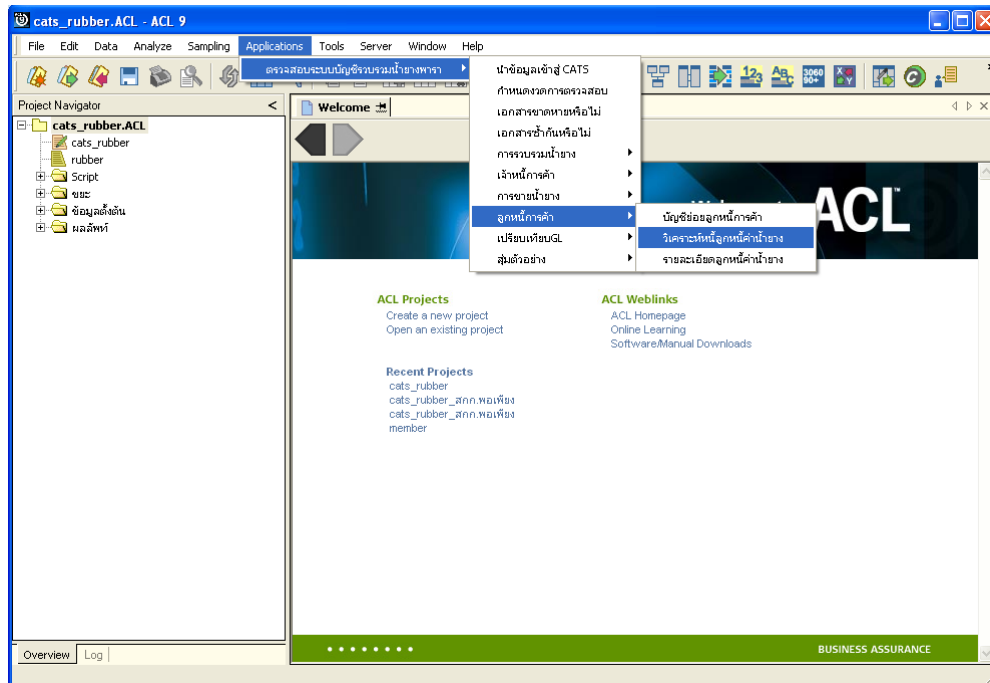 cats_rubber.ACL - ACL 9
File Edit Data Analyze Sampling Applications Tools Server Window Help
ตรวจสอบระบบบัญชีรวบรวมน้ำยางพารา
นำข้อมูลเข้าสู่ CATS
กำหนดงวดการตรวจสอบ
เอกสารขาดหายหรือไม่
เอกสารซ้ำกันหรือไม่
การรวบรวมน้ำยาง
เจ้าหนี้การค้า
การขายน้ำยาง
ลูกหนี้การค้า
เปรียบเทียบGL
สุ่มตัวอย่าง
บัญชีย่อยลูกหนี้การค้า
วิเคราะห์หนี้ลูกหนี้ค่าน้ำยาง
รายละเอียดลูกหนี้ค่าน้ำยาง
Project Navigator <
cats_rubber.ACL
cats_rubber
rubber
Script
ขยะ
ข้อมูลตั้งต้น
ผลลัพท์
Welcome
ACL™
ACL Projects
Create a new project
Open an existing project
ACL Weblinks
ACL Homepage
Online Learning
Software/Manual Downloads
Recent Projects
cats_rubber
cats_rubber_สกก.พอเพียง
cats_rubber_สกก.พอเพียง
member
BUSINESS ASSURANCE
Overview Log